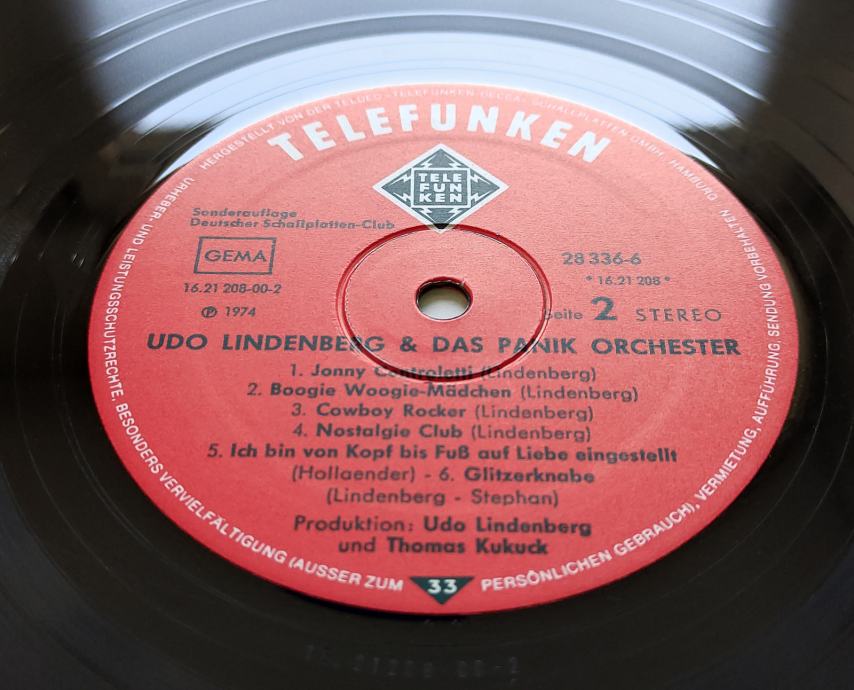 HERGESTELLT VON DER TELDEC »TELEFUNKEN-DECCA« SCHALLPLATTEN GMBH, HAMBURG
TELEFUNKEN
TELE
FUN
KEN
Sonderauflage
Deutscher Schallplatten-Club
GEMA
16.21 208-00-2
Ⓟ 1974
28 336-6
* 16.21 208 *
Seite 2 STEREO
UDO LINDENBERG & DAS PANIK ORCHESTER
1. Jonny Controletti (Lindenberg)
2. Boogie Woogie-Mädchen (Lindenberg)
3. Cowboy Rocker (Lindenberg)
4. Nostalgie Club (Lindenberg)
5. Ich bin von Kopf bis Fuß auf Liebe eingestellt
(Hollaender) - 6. Glitzerknabe
(Lindenberg - Stephan)
Produktion: Udo Lindenberg
und Thomas Kukuck
33
URHEBER- UND LEISTUNGSSCHUTZRECHTE, BESONDERS VERVIELFÄLTIGUNG (AUSSER ZUM PERSÖNLICHEN GEBRAUCH), VERMIETUNG, AUFFÜHRUNG, SENDUNG VORBEHALTEN